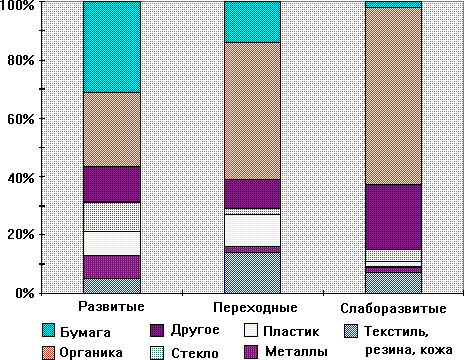 100%
80%
60%
40%
20%
0%
Развитые Переходные Слаборазвитые
Бумага Другое Пластик Текстиль, резина, кожа
Органика Стекло Металлы